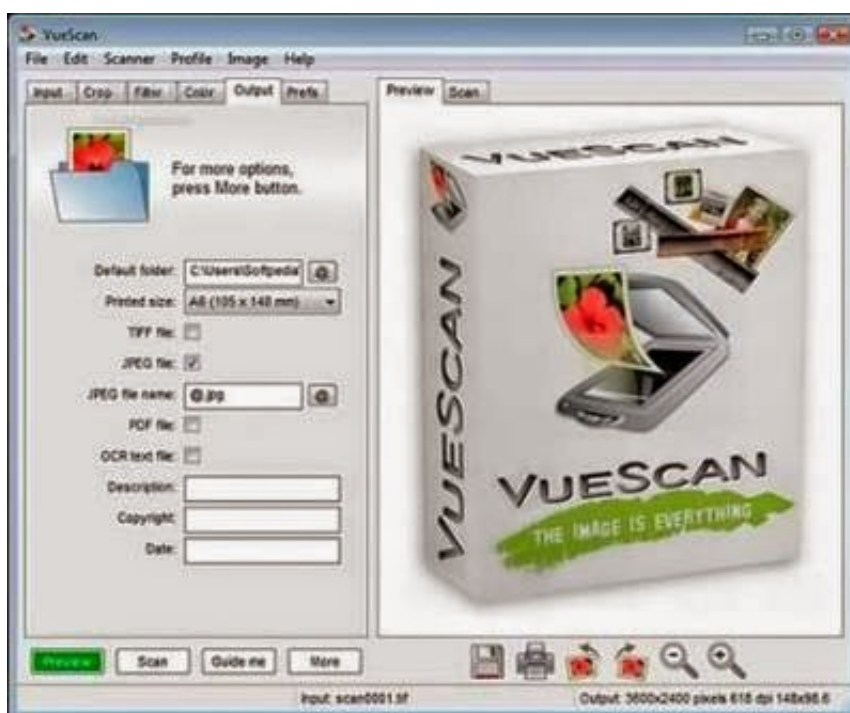 VueScan
File Edit Scanner Profile Image Help
Input Crop Filter Color Output Prefs
Preview Scan
For more options,
press More button.
Default folder: C:\Users\Softpedia\ @
Printed size: A6 (105 x 148 mm)
TIFF file:
JPEG file:
JPEG file name: @.jpg @
PDF file:
OCR text file:
Description:
Copyright:
Date:
VUESCAN
VUESCAN
VUESCAN
THE IMAGE IS EVERYTHING
Preview Scan Guide me More
Input: scan0001.tif
Output: 3600x2400 pixels 618 dpi 148x98.6